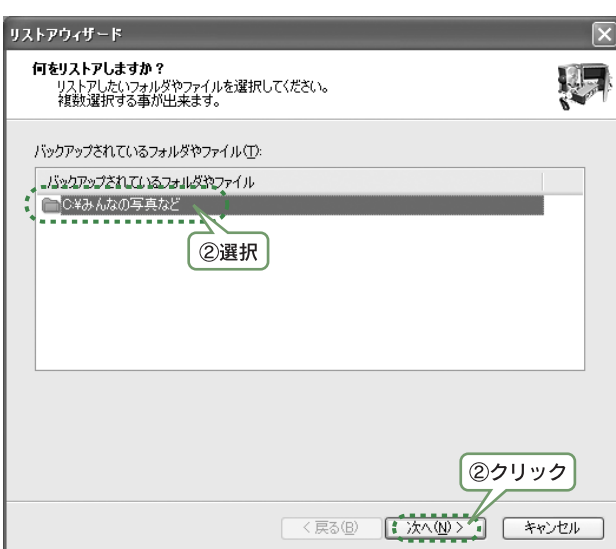 リストアウィザード
何をリストアしますか？
リストアしたいフォルダやファイルを選択してください。
複数選択する事が出来ます。
バックアップされているフォルダやファイル(T):
バックアップされているフォルダやファイル
C:¥みんなの写真など
②選択
②クリック
< 戻る(B)
次へ(N) >
キャンセル